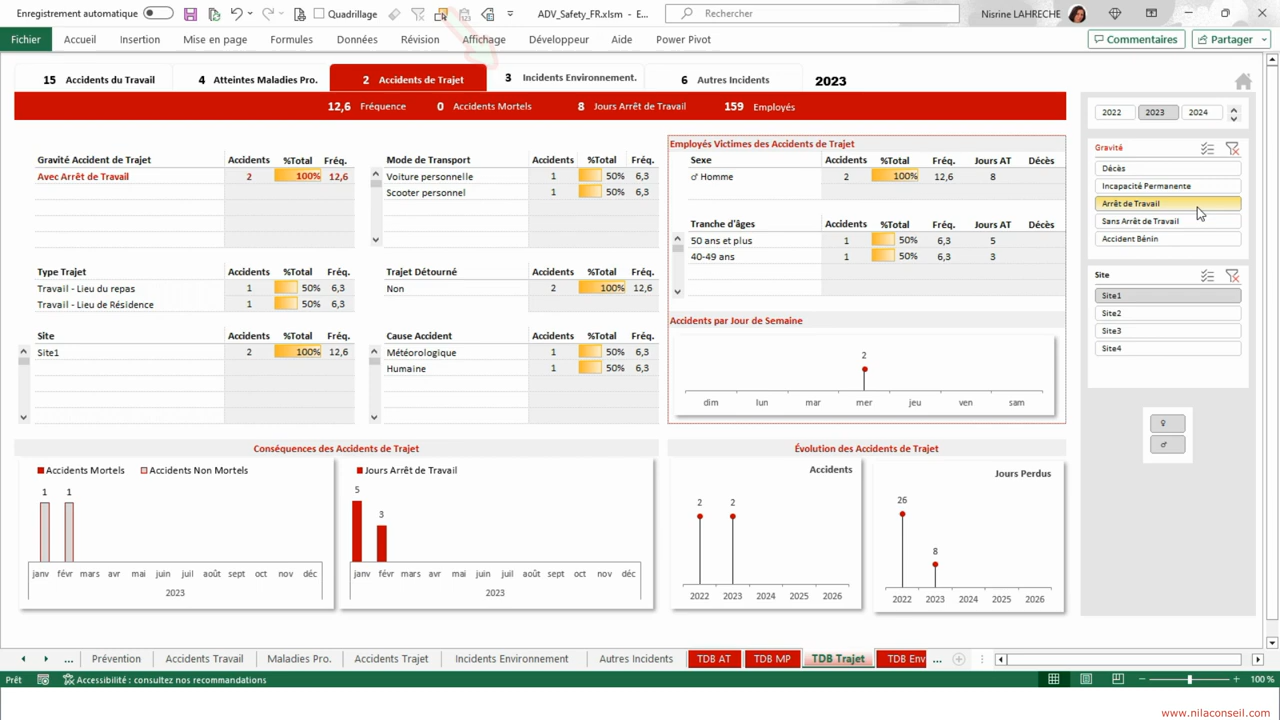 Enregistrement automatique
Quadrillage
ADV_Safety_FR.xlsm - E...
Rechercher
Nisrine LAHRECHE
Fichier Accueil Insertion Mise en page Formules Données Révision Affichage Développeur Aide Power Pivot Commentaires Partager
15 Accidents du Travail 4 Atteintes Maladies Pro. 2 Accidents de Trajet 3 Incidents Environnement. 6 Autres Incidents 2023
12,6 Fréquence 0 Accidents Mortels 8 Jours Arrêt de Travail 159 Employés
Gravité Accident de Trajet Accidents %Total Fréq.
Avec Arrêt de Travail 2 100% 12,6
Mode de Transport Accidents %Total Fréq.
Voiture personnelle 1 50% 6,3
Scooter personnel 1 50% 6,3
Employés Victimes des Accidents de Trajet
Sexe Accidents %Total Fréq. Jours AT Décès
♂ Homme 2 100% 12,6 8
Tranche d'âges Accidents %Total Fréq. Jours AT Décès
50 ans et plus 1 50% 6,3 5
40-49 ans 1 50% 6,3 3
Type Trajet Accidents %Total Fréq.
Travail - Lieu du repas 1 50% 6,3
Travail - Lieu de Résidence 1 50% 6,3
Trajet Détourné Accidents %Total Fréq.
Non 2 100% 12,6
Site Accidents %Total Fréq.
Site1 2 100% 12,6
Cause Accident Accidents %Total Fréq.
Météorologique 1 50% 6,3
Humaine 1 50% 6,3
Accidents par Jour de Semaine
2
dim lun mar mer jeu ven sam
2022 2023 2024
Gravité
Décès
Incapacité Permanente
Arrêt de Travail
Sans Arrêt de Travail
Accident Bénin
Site
Site1
Site2
Site3
Site4
♀
♂
Conséquences des Accidents de Trajet
Accidents Mortels Accidents Non Mortels
1 1
janv févr mars avr mai juin juil août sept oct nov déc
2023
Jours Arrêt de Travail
5
3
janv févr mars avr mai juin juil août sept oct nov déc
2023
Évolution des Accidents de Trajet
Accidents
2 2
2022 2023 2024 2025 2026
Jours Perdus
26
8
2022 2023 2024 2025 2026
... Prévention Accidents Travail Maladies Pro. Accidents Trajet Incidents Environnement Autres Incidents TDB AT TDB MP TDB Trajet TDB Env ...
Prêt Accessibilité : consultez nos recommandations 100 %
www.nilaconseil.com